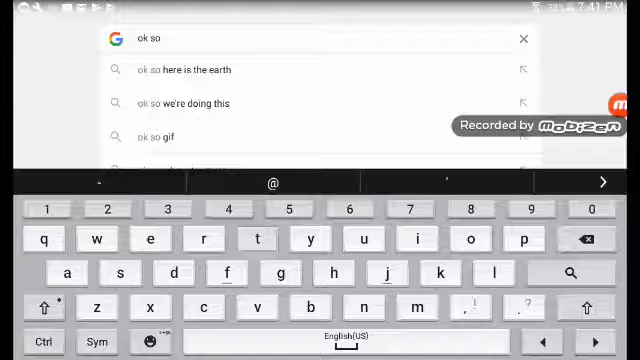 32% 7:41 PM
ok so
ok so here is the earth
ok so we're doing this
Recorded by mobizen
ok so gif
- @ ' >
1 2 3 4 5 6 7 8 9 0
q w e r t y u i o p
a s d f g h j k l
z x c v b n m , ! . ?
Ctrl Sym English(US)